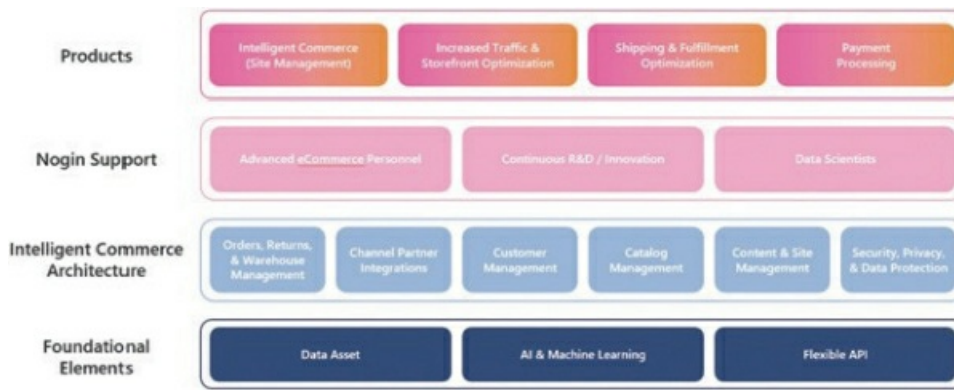 Products
Intelligent Commerce
(Site Management)
Increased Traffic &
Storefront Optimization
Shipping & Fulfillment
Optimization
Payment
Processing
Nogin Support
Advanced eCommerce Personnel
Continuous R&D / Innovation
Data Scientists
Intelligent Commerce
Architecture
Orders, Returns,
& Warehouse
Management
Channel Partner
Integrations
Customer
Management
Catalog
Management
Content & Site
Management
Security, Privacy,
& Data Protection
Foundational
Elements
Data Asset
AI & Machine Learning
Flexible API